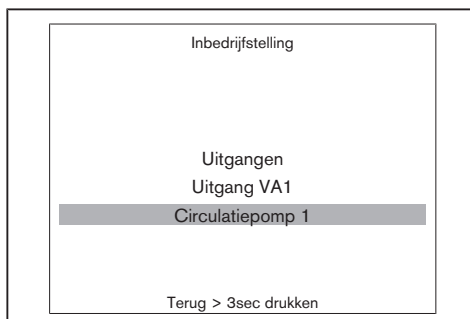 Inbedrijfstelling
Uitgangen
Uitgang VA1
Circulatiepomp 1
Terug > 3sec drukken